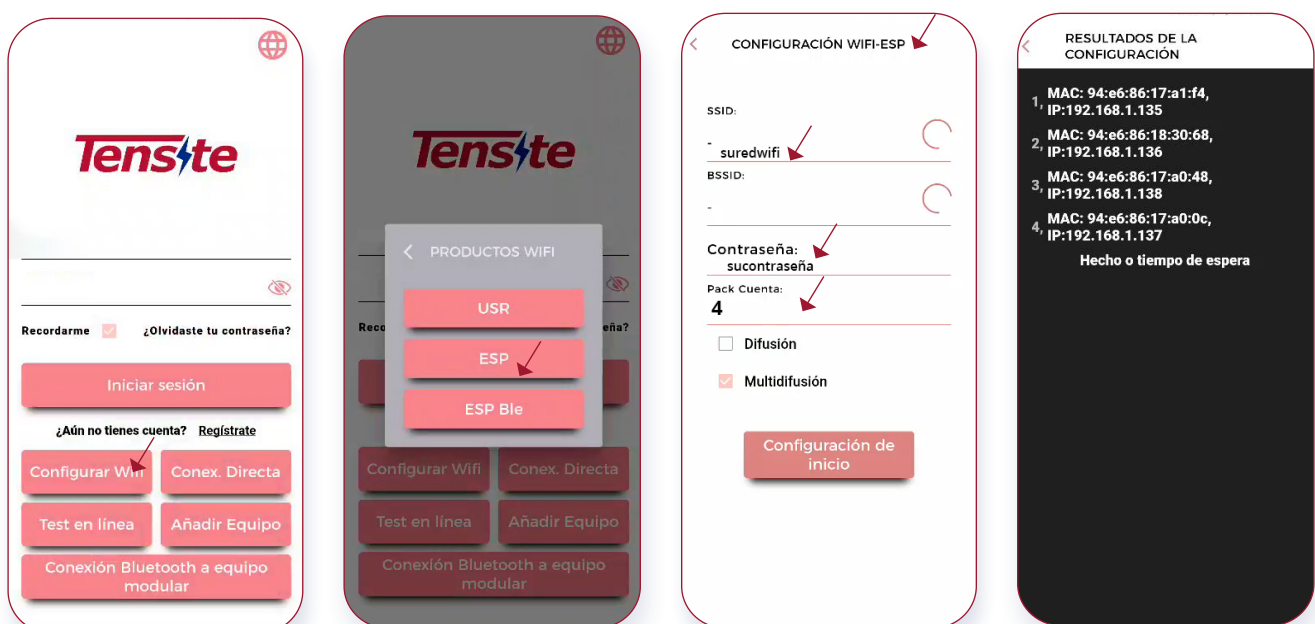 Tensite
Recordarme
¿Olvidaste tu contraseña?
Iniciar sesión
¿Aún no tienes cuenta? Regístrate
Configurar Wifi
Conex. Directa
Test en línea
Añadir Equipo
Conexión Bluetooth a equipo
modular
Tensite
PRODUCTOS WIFI
USR
ESP
ESP Ble
Configurar Wifi
Conex. Directa
Test en línea
Añadir Equipo
Conexión Bluetooth a equipo
modular
CONFIGURACIÓN WIFI-ESP
SSID:
-
suredwifi
BSSID:
-
Contraseña:
sucontraseña
Pack Cuenta:
4
Difusión
Multidifusión
Configuración de
inicio
RESULTADOS DE LA
CONFIGURACIÓN
1, MAC: 94:e6:86:17:a1:f4,
IP:192.168.1.135
2, MAC: 94:e6:86:18:30:68,
IP:192.168.1.136
3, MAC: 94:e6:86:17:a0:48,
IP:192.168.1.138
4, MAC: 94:e6:86:17:a0:0c,
IP:192.168.1.137
Hecho o tiempo de espera